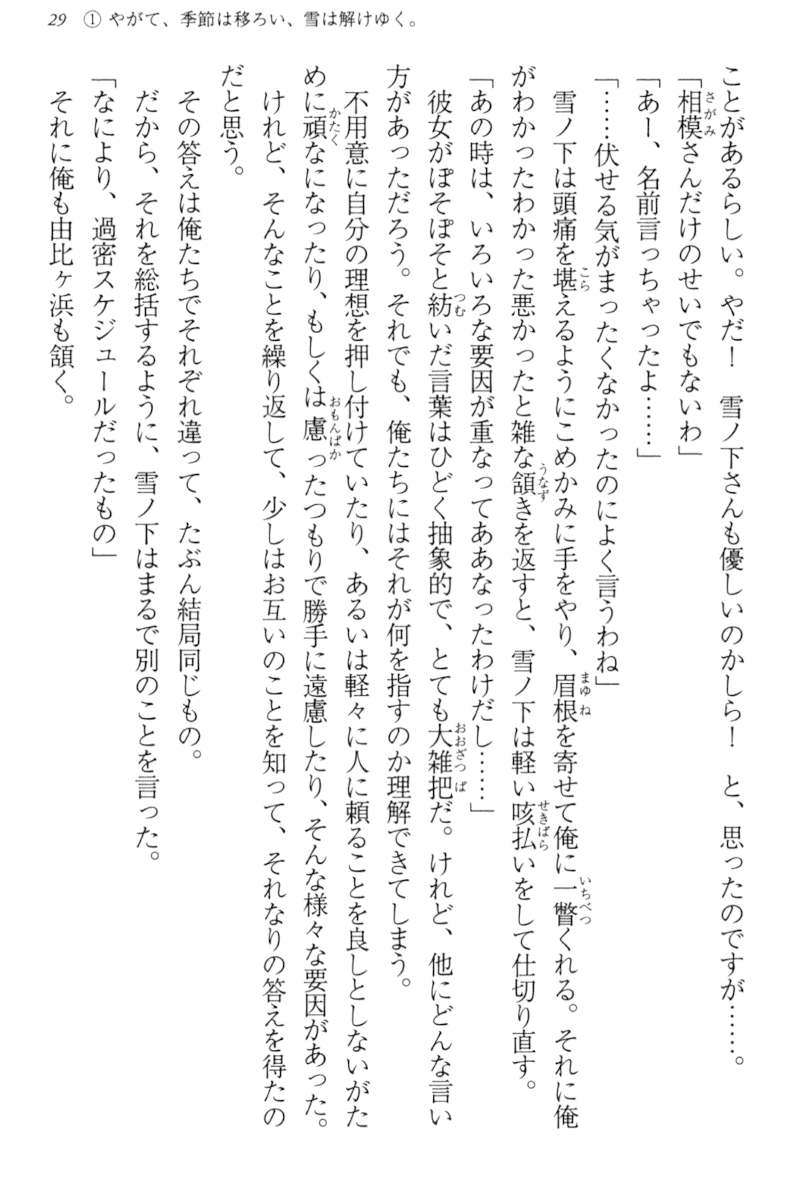 29 ① やがて、季節は移ろい、雪は解けゆく。
ことがあるらしい。やだ！　雪ノ下さんも優しいのかしら！　と、思ったのですが……。
「相模さんだけのせいでもないわ」
「あー、名前言っちゃったよ……」
「……伏せる気がまったくなかったのによく言うわね」
　雪ノ下は頭痛を堪えるようにこめかみに手をやり、眉根を寄せて俺に一瞥くれる。それに俺
がわかったわかった悪かったと雑な頷きを返すと、雪ノ下は軽い咳払いをして仕切り直す。
「あの時は、いろいろな要因が重なってああなったわけだし……」
　彼女がぽそぽそと紡いだ言葉はひどく抽象的で、とても大雑把だ。けれど、他にどんな言い
方があっただろう。それでも、俺たちにはそれが何を指すのか理解できてしまう。
　不用意に自分の理想を押し付けていたり、あるいは軽々に人に頼ることを良しとしないがた
めに頑なになったり、もしくは慮ったつもりで勝手に遠慮したり、そんな様々な要因があった。
　けれど、そんなことを繰り返して、少しはお互いのことを知って、それなりの答えを得たの
だと思う。
　その答えは俺たちでそれぞれ違って、たぶん結局同じもの。
　だから、それを総括するように、雪ノ下はまるで別のことを言った。
「なにより、過密スケジュールだったもの」
　それに俺も由比ヶ浜も頷く。